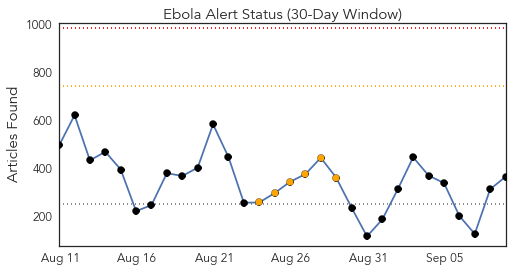 Ebola Alert Status (30-Day Window)
1000
800
600
400
200
Articles Found
Aug 11 Aug 16 Aug 21 Aug 26 Aug 31 Sep 05